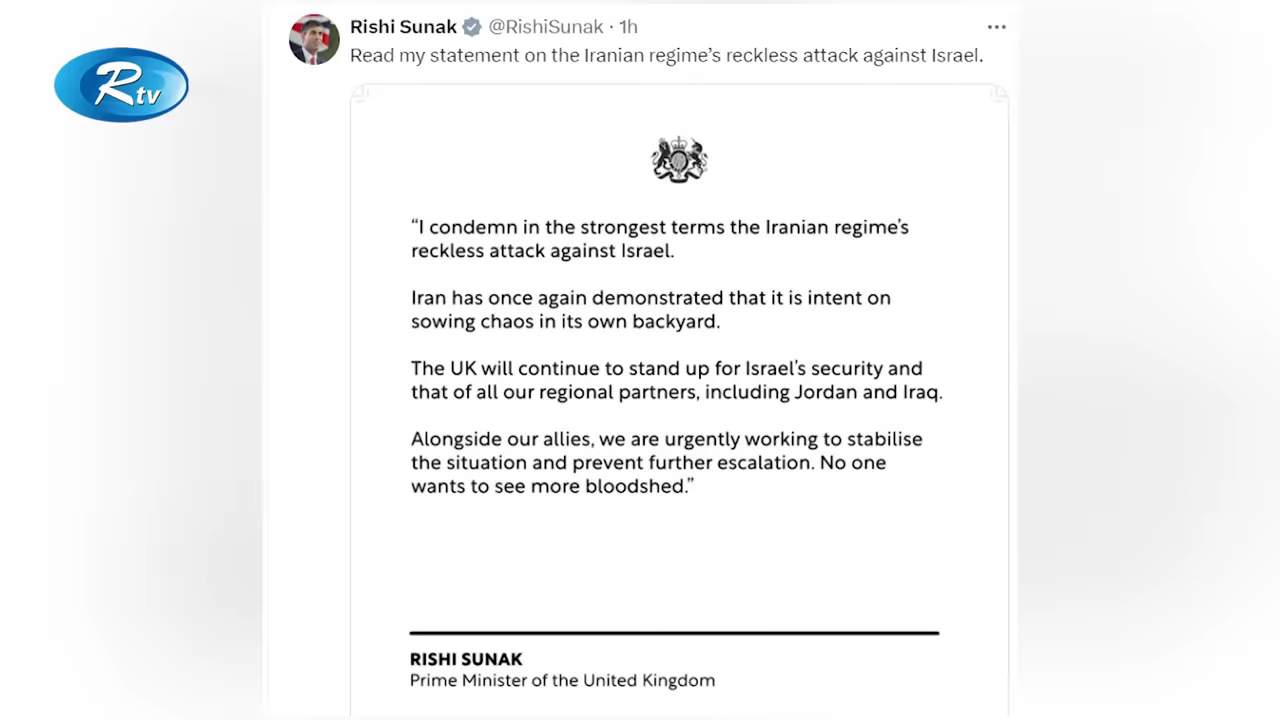 Rtv
Rishi Sunak @RishiSunak · 1h
Read my statement on the Iranian regime’s reckless attack against Israel.
“I condemn in the strongest terms the Iranian regime’s
reckless attack against Israel.
Iran has once again demonstrated that it is intent on
sowing chaos in its own backyard.
The UK will continue to stand up for Israel’s security and
that of all our regional partners, including Jordan and Iraq.
Alongside our allies, we are urgently working to stabilise
the situation and prevent further escalation. No one
wants to see more bloodshed.”
RISHI SUNAK
Prime Minister of the United Kingdom